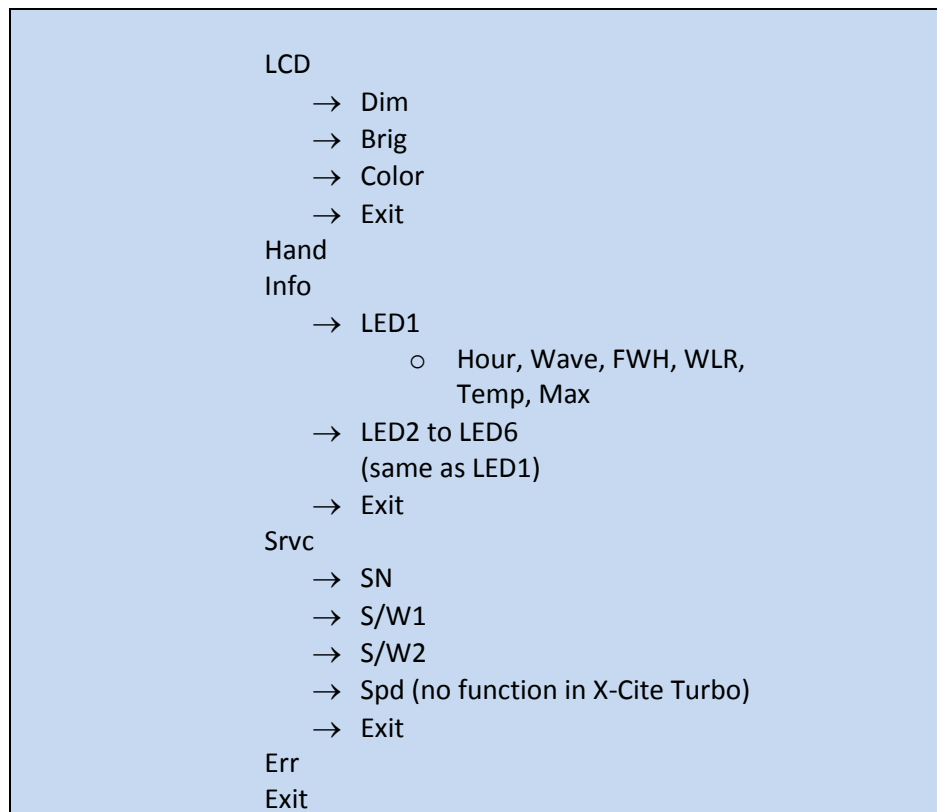 LCD
→ Dim
→ Brig
→ Color
→ Exit
Hand
Info
→ LED1
o Hour, Wave, FWH, WLR,
Temp, Max
→ LED2 to LED6
(same as LED1)
→ Exit
Srvc
→ SN
→ S/W1
→ S/W2
→ Spd (no function in X-Cite Turbo)
→ Exit
Err
Exit